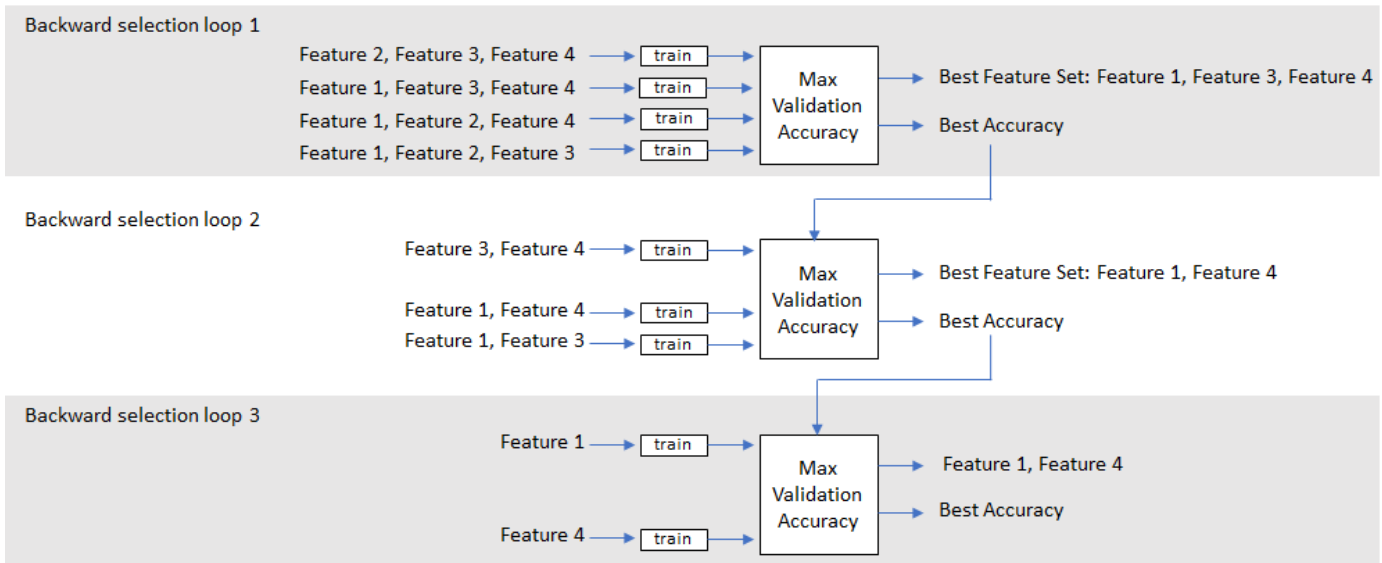 Backward selection loop 1
Feature 2, Feature 3, Feature 4
train
Feature 1, Feature 3, Feature 4
train
Feature 1, Feature 2, Feature 4
train
Feature 1, Feature 2, Feature 3
train
Max
Validation
Accuracy
Best Feature Set: Feature 1, Feature 3, Feature 4
Best Accuracy
Backward selection loop 2
Feature 3, Feature 4
train
Feature 1, Feature 4
train
Feature 1, Feature 3
train
Max
Validation
Accuracy
Best Feature Set: Feature 1, Feature 4
Best Accuracy
Backward selection loop 3
Feature 1
train
Feature 4
train
Max
Validation
Accuracy
Feature 1, Feature 4
Best Accuracy